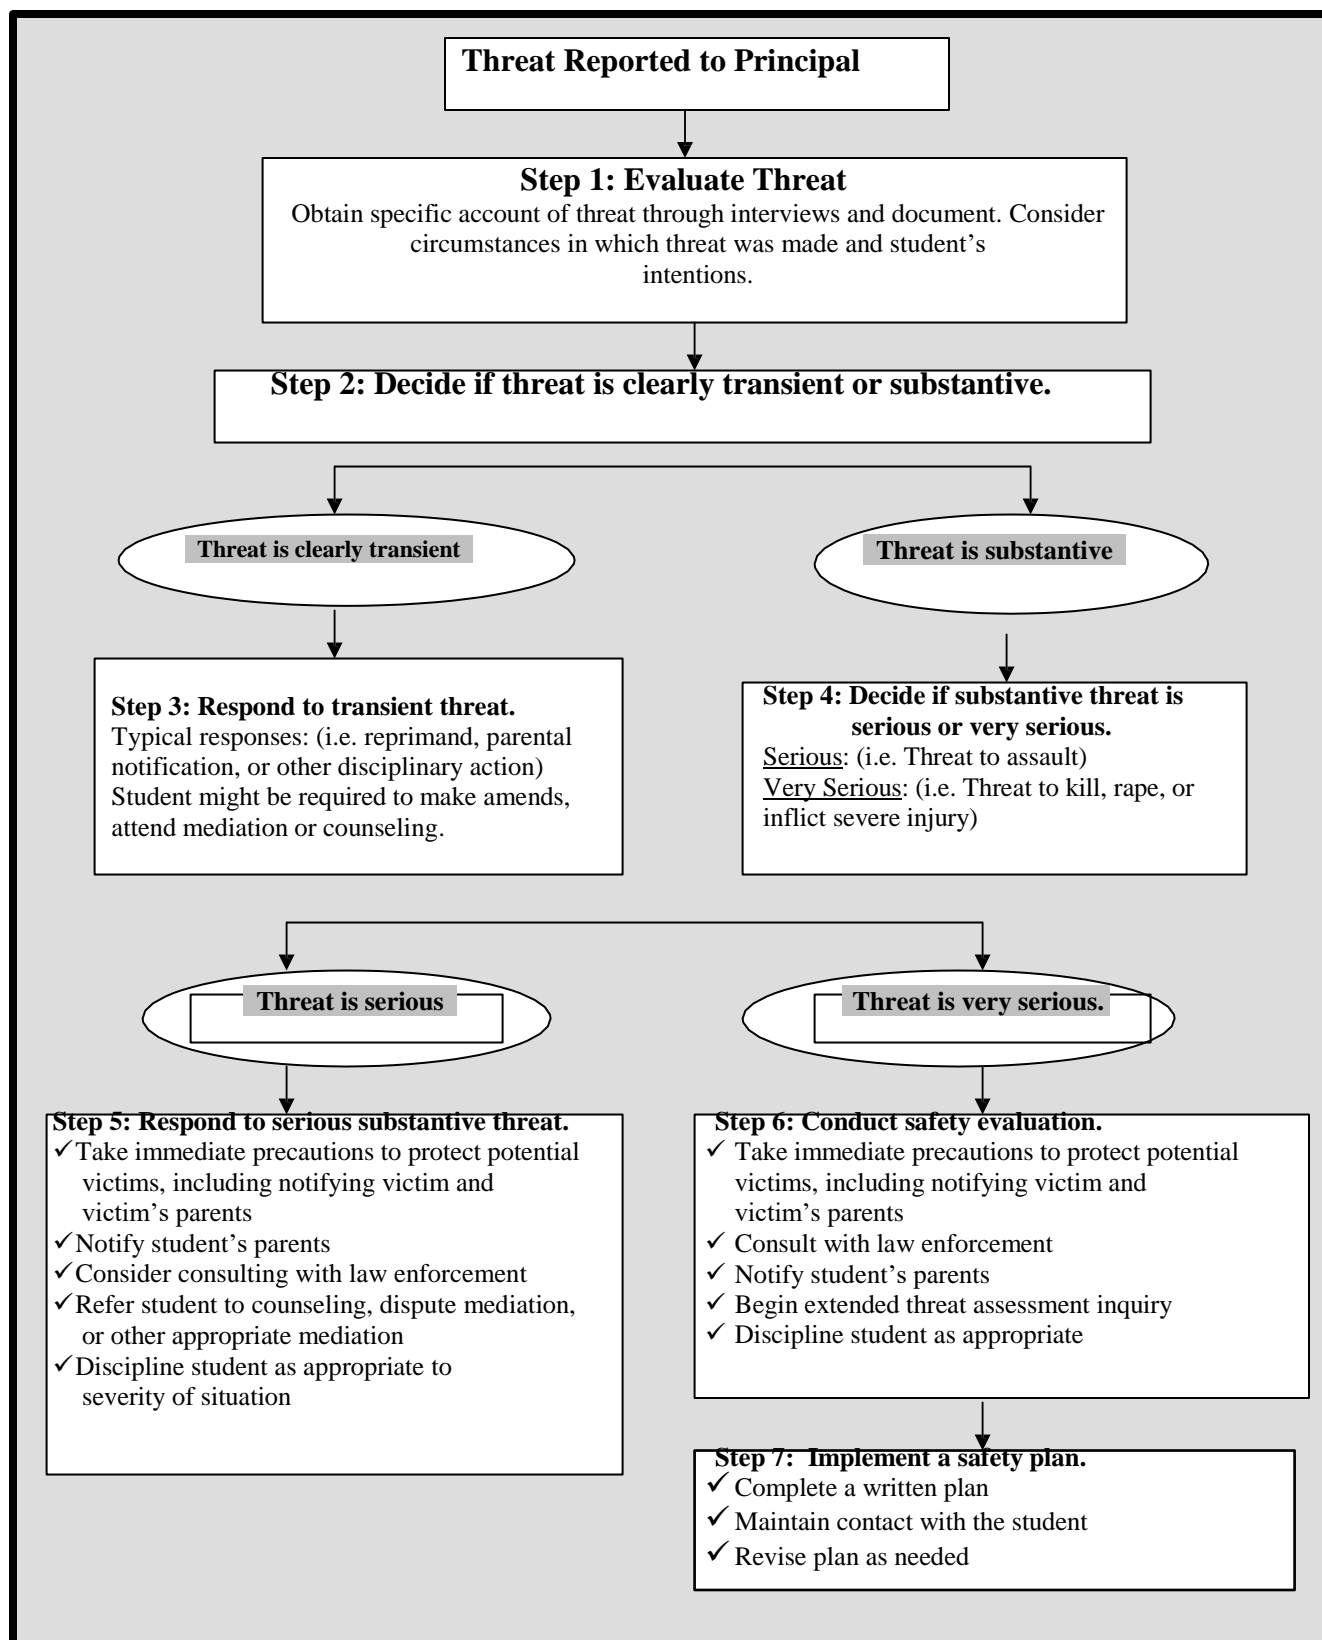 Threat Reported to Principal
Step 1: Evaluate Threat
Obtain specific account of threat through interviews and document. Consider
circumstances in which threat was made and student’s
intentions.
Step 2: Decide if threat is clearly transient or substantive.
Threat is clearly transient
Threat is substantive
Step 3: Respond to transient threat.
Typical responses: (i.e. reprimand, parental
notification, or other disciplinary action)
Student might be required to make amends,
attend mediation or counseling.
Step 4: Decide if substantive threat is
serious or very serious.
Serious: (i.e. Threat to assault)
Very Serious: (i.e. Threat to kill, rape, or
inflict severe injury)
Threat is serious
Threat is very serious.
Step 5: Respond to serious substantive threat.
✓Take immediate precautions to protect potential
victims, including notifying victim and
victim’s parents
✓Notify student’s parents
✓Consider consulting with law enforcement
✓Refer student to counseling, dispute mediation,
or other appropriate mediation
✓Discipline student as appropriate to
severity of situation
Step 6: Conduct safety evaluation.
✓ Take immediate precautions to protect potential
victims, including notifying victim and
victim’s parents
✓ Consult with law enforcement
✓ Notify student’s parents
✓ Begin extended threat assessment inquiry
✓ Discipline student as appropriate
Step 7: Implement a safety plan.
✓ Complete a written plan
✓ Maintain contact with the student
✓ Revise plan as needed